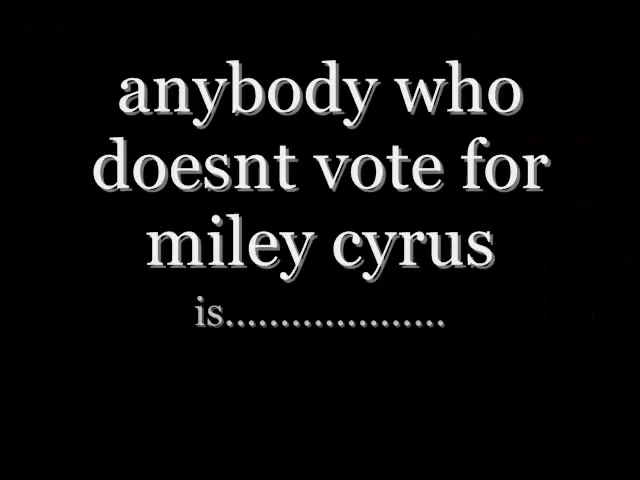 anybody who
doesnt vote for
miley cyrus
is....................